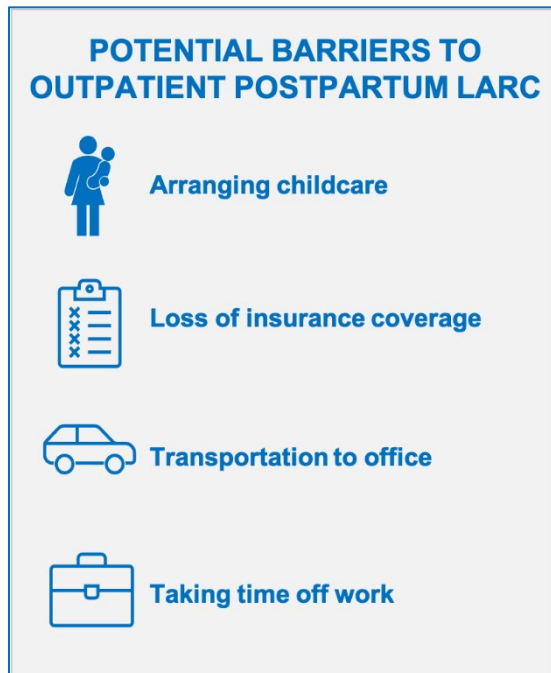 POTENTIAL BARRIERS TO
OUTPATIENT POSTPARTUM LARC
Arranging childcare
Loss of insurance coverage
Transportation to office
Taking time off work